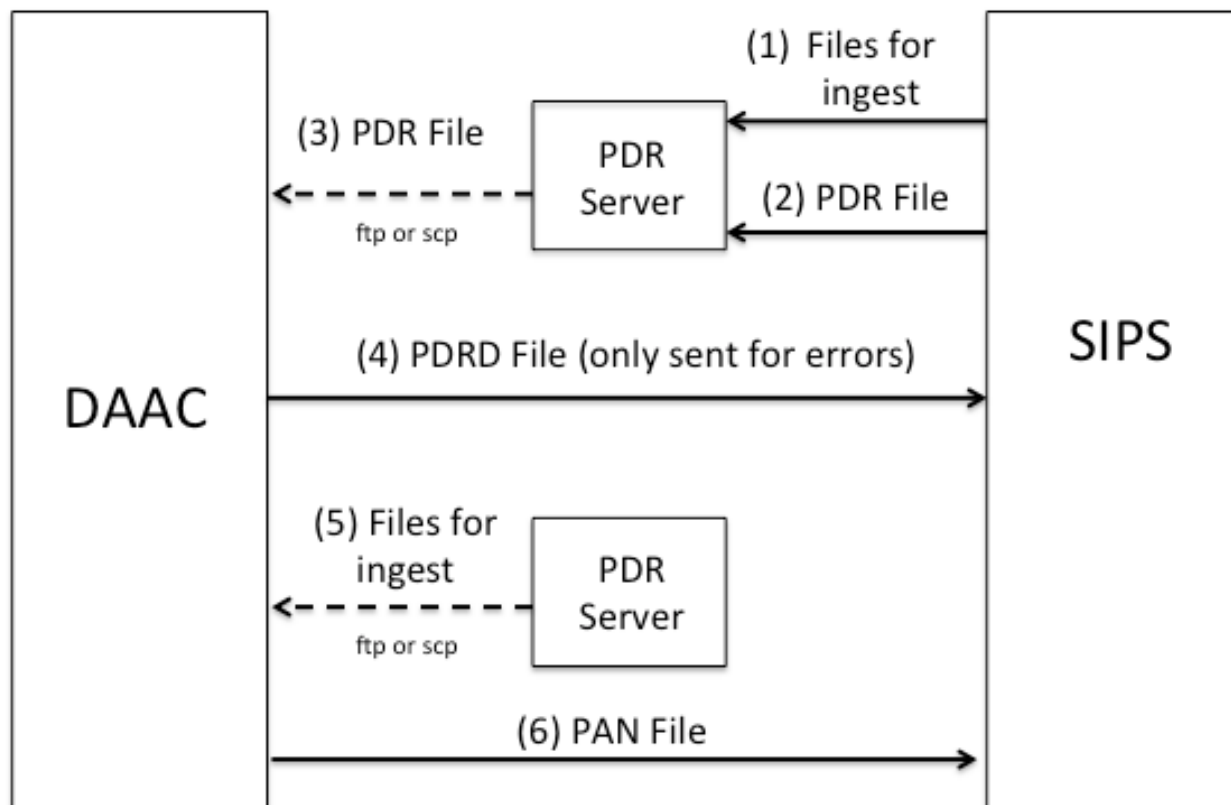 (1) Files for
ingest
(3) PDR File
PDR
Server
(2) PDR File
ftp or scp
SIPS
(4) PDRD File (only sent for errors)
DAAC
(5) Files for
ingest
PDR
Server
ftp or scp
(6) PAN File